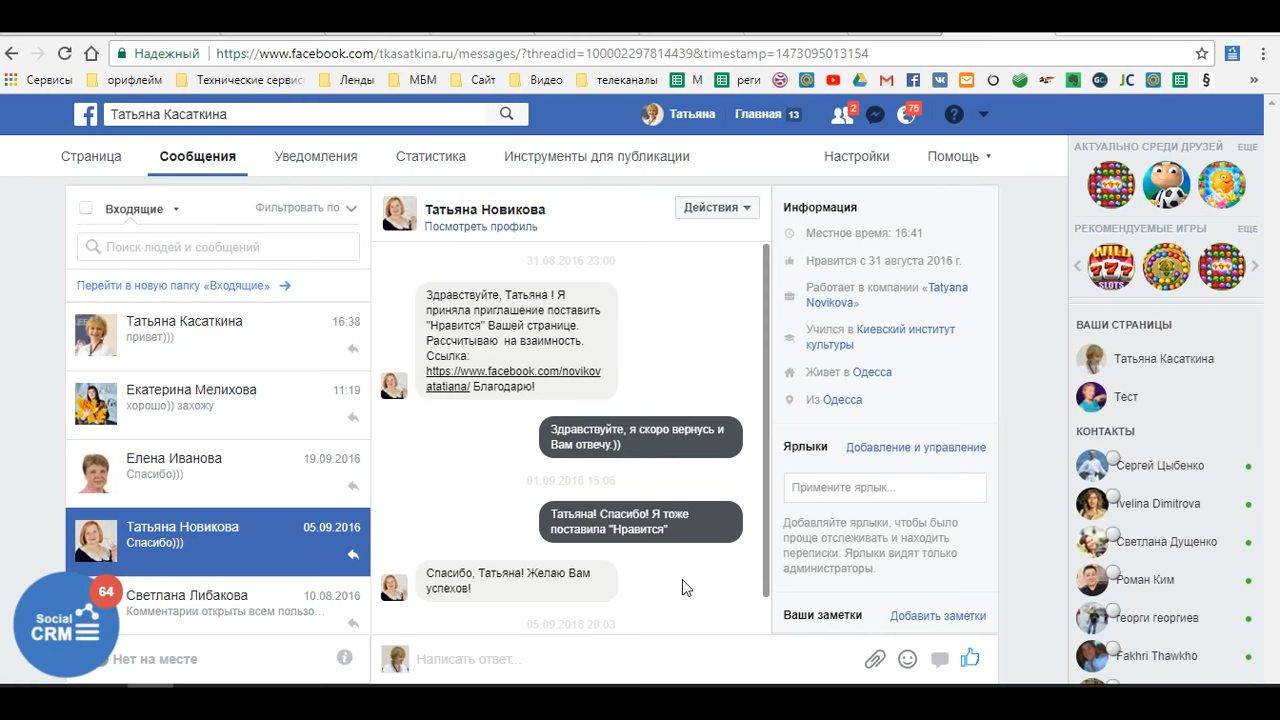 Надежный
https://www.facebook.com/tkasatkina.ru/messages/?threadid=100002297814439&timestamp=1473095013154
Сервисы
орифлейм
Технические сервис
Ленды
МБМ
Сайт
Видео
телеканалы
М
реги
Татьяна Касаткина
Татьяна
Главная 13
2
75
Страница
Сообщения
Уведомления
Статистика
Инструменты для публикации
Настройки
Помощь
Входящие
Фильтровать по
Поиск людей и сообщений
Перейти в новую папку «Входящие»
Татьяна Касаткина 16:38
привет)))
Екатерина Мелихова 11:19
хорошо)) захожу
Елена Иванова 19.09.2016
Спасибо)))
Татьяна Новикова 05.09.2016
Спасибо)))
Светлана Либакова 10.08.2016
Комментарии открыты всем пользо...
64
Social
CRM
Нет на месте
Татьяна Новикова
Посмотреть профиль
Действия
31.08.2016 23:00
Здравствуйте, Татьяна ! Я
приняла приглашение поставить
"Нравится" Вашей странице.
Рассчитываю на взаимность.
Ссылка:
https://www.facebook.com/novikov
atatiana/ Благодарю!
Здравствуйте, я скоро вернусь и
Вам отвечу.))
01.09.2016 15:06
Татьяна! Спасибо! Я тоже
поставила "Нравится"
Спасибо, Татьяна! Желаю Вам
успехов!
05.09.2016 20:03
Написать ответ...
Информация
Местное время: 16:41
Нравится с 31 августа 2016 г.
Работает в компании «Tatyana
Novikova»
Учился в Киевский институт
культуры
Живет в Одесса
Из Одесса
Ярлыки
Добавление и управление
Примените ярлык...
Добавляйте ярлыки, чтобы было
проще отслеживать и находить
переписки. Ярлыки видят только
администраторы.
Ваши заметки
Добавить заметки
АКТУАЛЬНО СРЕДИ ДРУЗЕЙ ЕЩЕ
РЕКОМЕНДУЕМЫЕ ИГРЫ ЕЩЕ
WILD
777
SLOTS
ВАШИ СТРАНИЦЫ
Татьяна Касаткина
Тест
КОНТАКТЫ
Сергей Цыбенко
Ivelina Dimitrova
Светлана Дущенко
Роман Ким
георги георгиев
Fakhri Thawkho